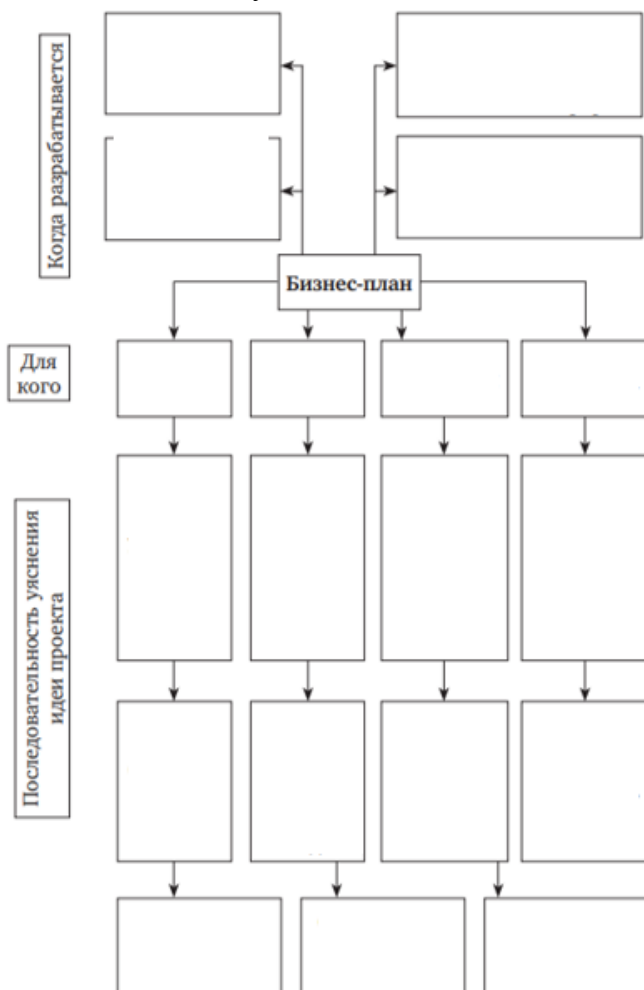 Когда разрабатывается
Бизнес-план
Для
кого
Последовательность уяснения
идеи проекта